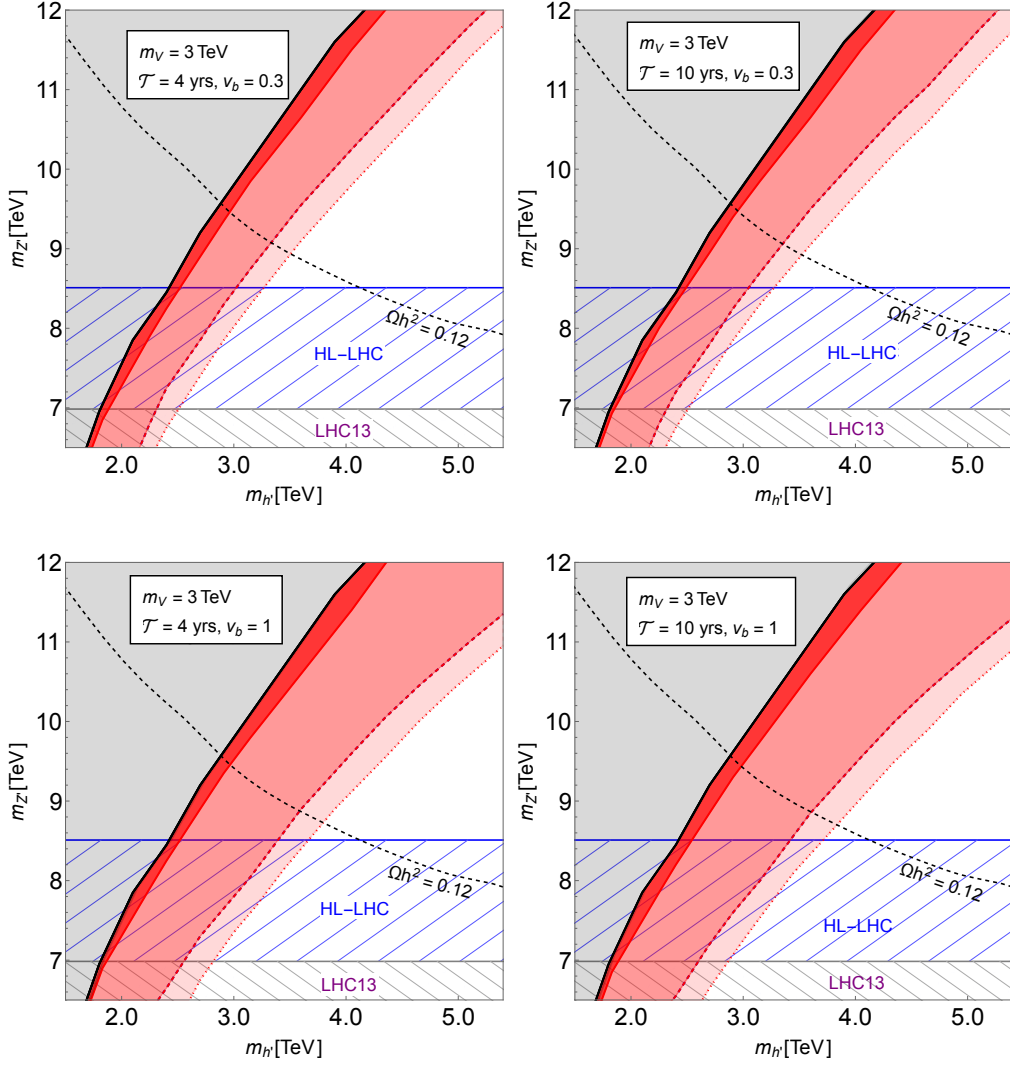 12
11
10
9
8
7
m_Z'[TeV]
m_V = 3 TeV
𝒯 = 4 yrs, v_b = 0.3
Ωh² = 0.12
HL-LHC
LHC13
2.0 3.0 4.0 5.0
m_h'[TeV]
12
11
10
9
8
7
m_Z'[TeV]
m_V = 3 TeV
𝒯 = 10 yrs, v_b = 0.3
Ωh² = 0.12
HL-LHC
LHC13
2.0 3.0 4.0 5.0
m_h'[TeV]
12
11
10
9
8
7
m_Z'[TeV]
m_V = 3 TeV
𝒯 = 4 yrs, v_b = 1
Ωh² = 0.12
HL-LHC
LHC13
2.0 3.0 4.0 5.0
m_h'[TeV]
12
11
10
9
8
7
m_Z'[TeV]
m_V = 3 TeV
𝒯 = 10 yrs, v_b = 1
Ωh² = 0.12
HL-LHC
LHC13
2.0 3.0 4.0 5.0
m_h'[TeV]